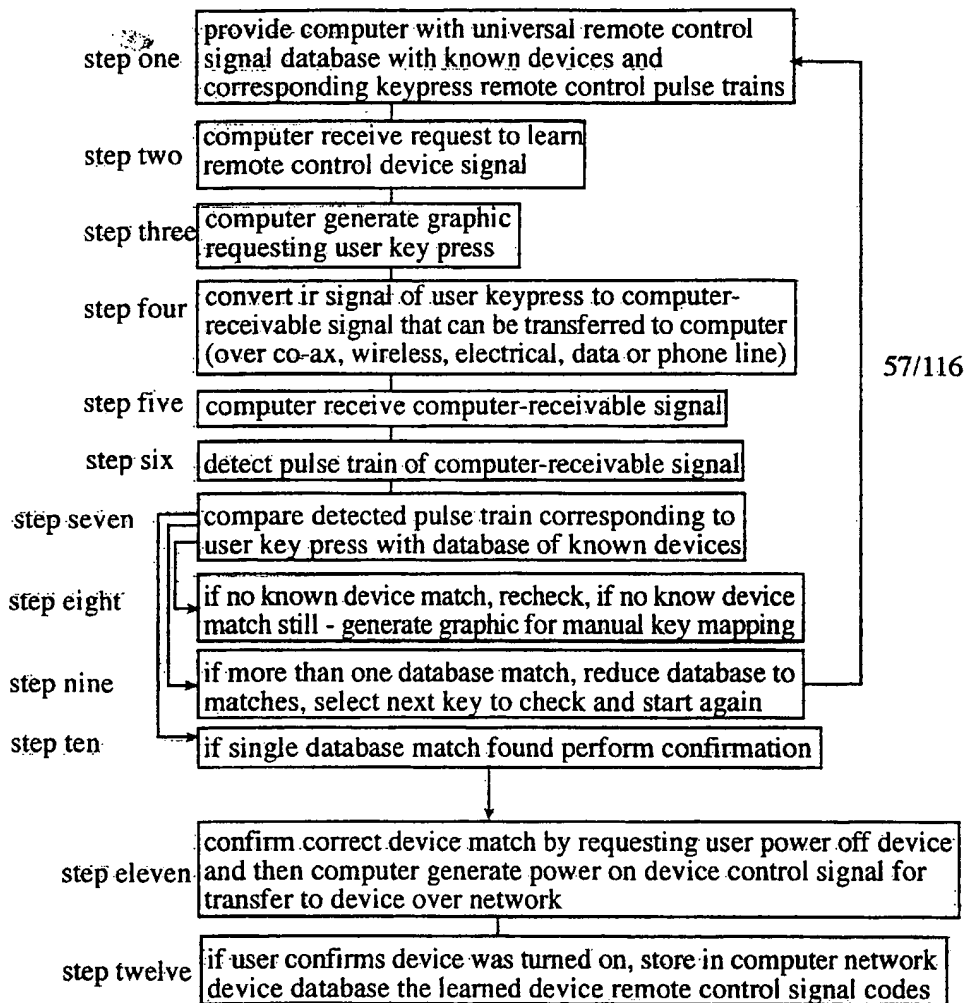 step one
provide computer with universal remote control
signal database with known devices and
corresponding keypress remote control pulse trains
step two
computer receive request to learn
remote control device signal
step three
computer generate graphic
requesting user key press
step four
convert ir signal of user keypress to computer-
receivable signal that can be transferred to computer
(over co-ax, wireless, electrical, data or phone line)
57/116
step five
computer receive computer-receivable signal
step six
detect pulse train of computer-receivable signal
step seven
compare detected pulse train corresponding to
user key press with database of known devices
step eight
if no known device match, recheck, if no know device
match still - generate graphic for manual key mapping
step nine
if more than one database match, reduce database to
matches, select next key to check and start again
step ten
if single database match found perform confirmation
step eleven
confirm correct device match by requesting user power off device
and then computer generate power on device control signal for
transfer to device over network
step twelve
if user confirms device was turned on, store in computer network
device database the learned device remote control signal codes